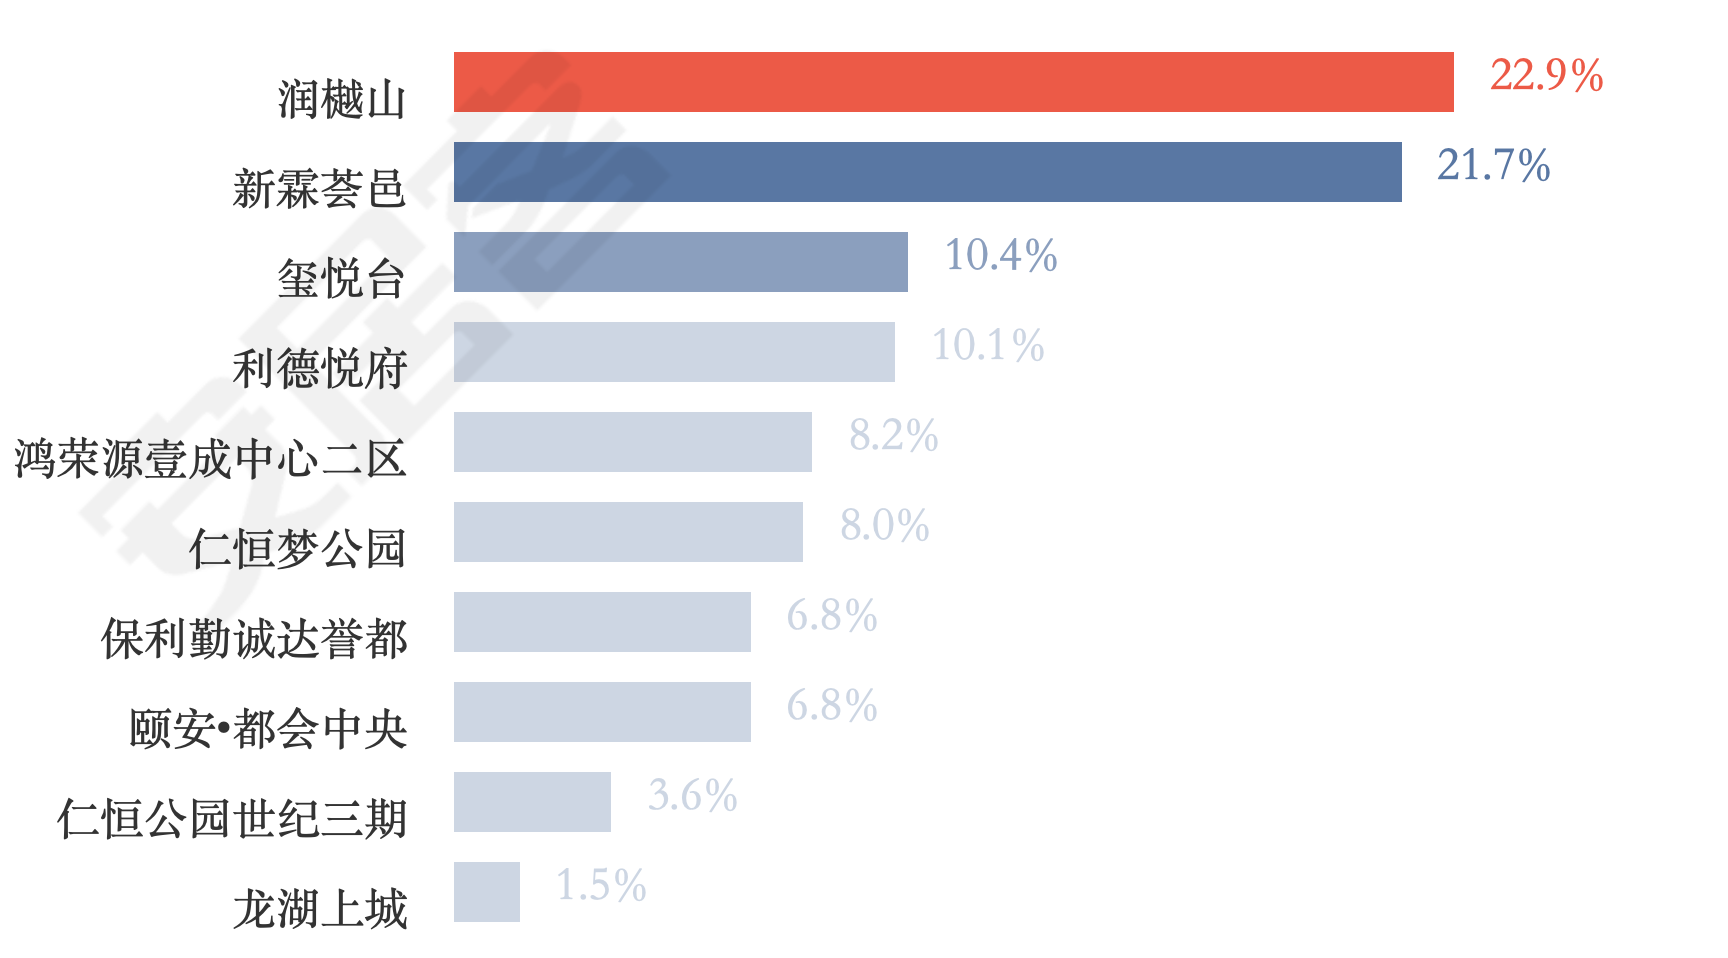 润樾山 22.9%
新霖荟邑 21.7%
玺悦台 10.4%
利德悦府 10.1%
鸿荣源壹成中心二区 8.2%
仁恒梦公园 8.0%
保利勤诚达誉都 6.8%
颐安•都会中央 6.8%
仁恒公园世纪三期 3.6%
龙湖上城 1.5%
安居客